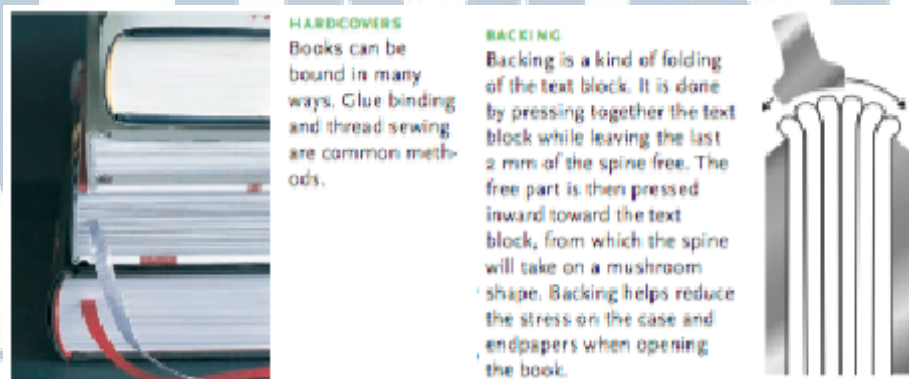 HARDCOVERS
Books can be
bound in many
ways. Glue binding
and thread sewing
are common meth-
ods.
BACKING
Backing is a kind of folding
of the text block. It is done
by pressing together the text
block while leaving the last
2 mm of the spine free. The
free part is then pressed
inward toward the text
block, from which the spine
will take on a mushroom
shape. Backing helps reduce
the stress on the case and
endpapers when opening
the book.